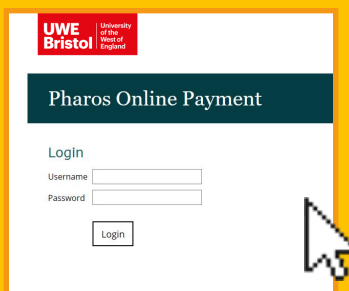 UWE
Bristol
University
of the
West of
England
Pharos Online Payment
Login
Username
Password
Login